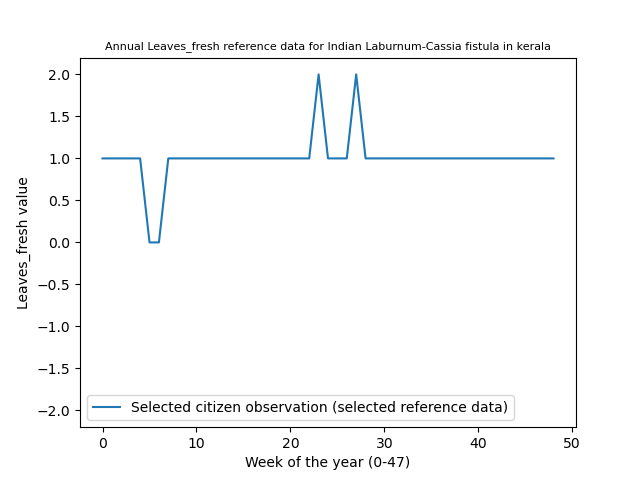 Annual Leaves_fresh reference data for Indian Laburnum-Cassia fistula in kerala
2.0
1.5
1.0
0.5
0.0
−0.5
−1.0
−1.5
−2.0
Leaves_fresh value
Selected citizen observation (selected reference data)
0 10 20 30 40 50
Week of the year (0-47)